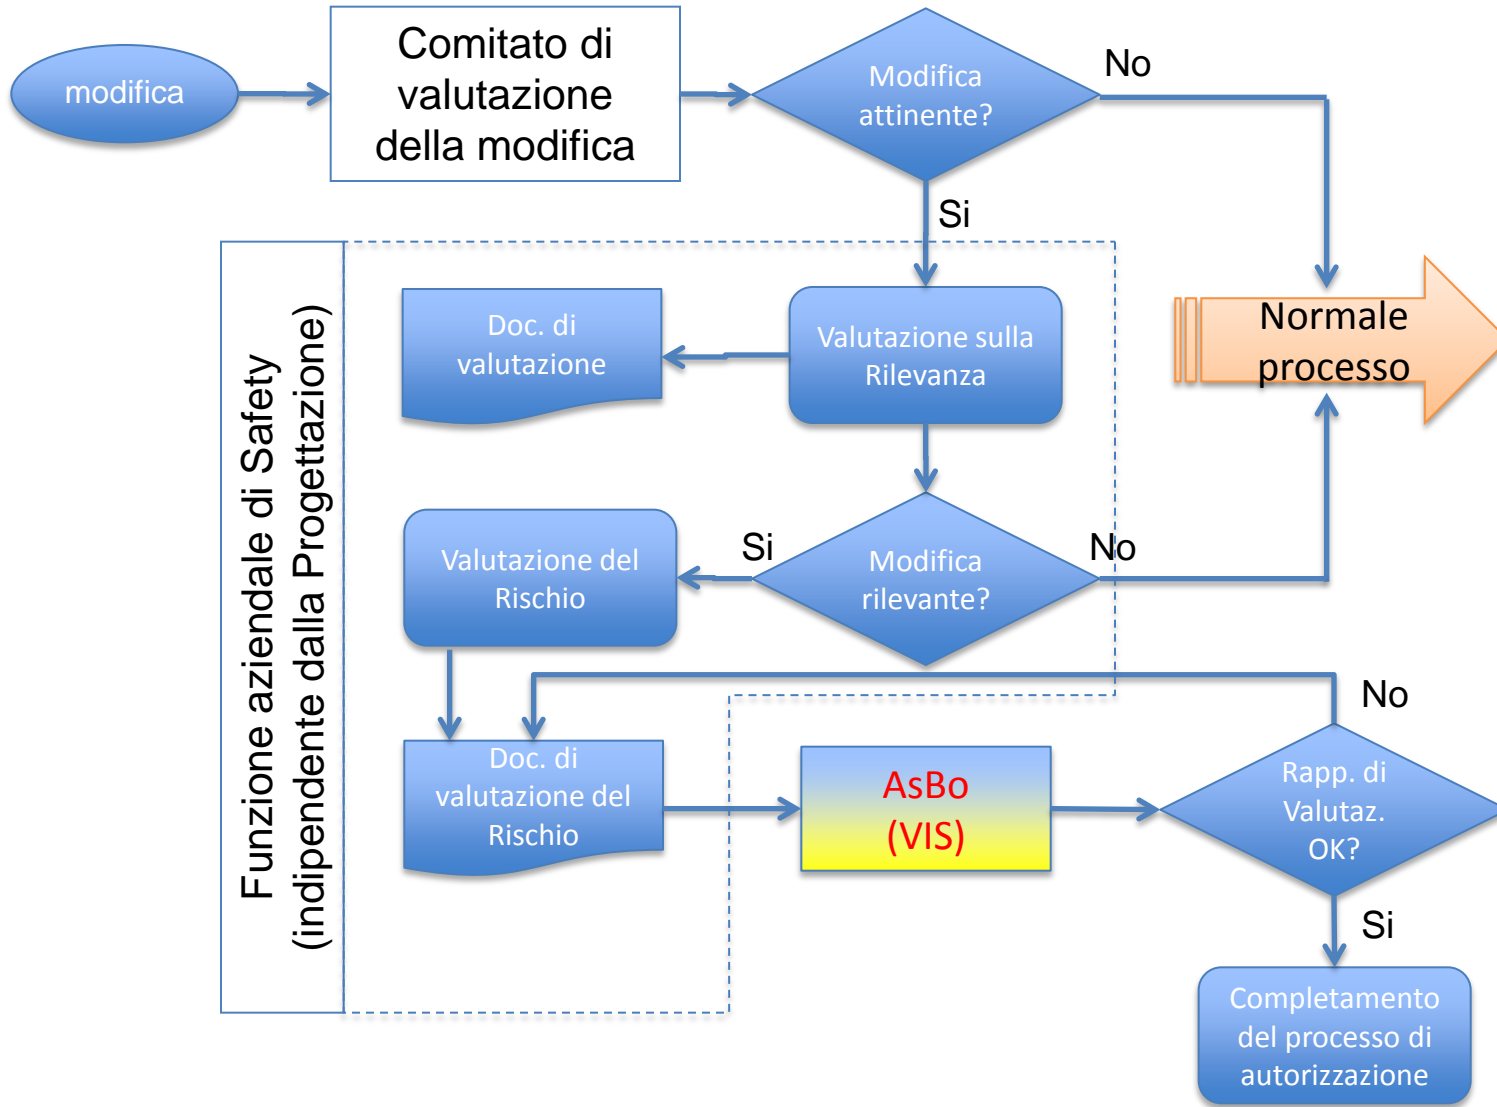 modifica
Comitato di
valutazione
della modifica
Modifica
attinente?
No
Si
Funzione aziendale di Safety
(indipendente dalla Progettazione)
Doc. di
valutazione
Valutazione sulla
Rilevanza
Normale
processo
Valutazione del
Rischio
Si
Modifica
rilevante?
No
No
Doc. di
valutazione del
Rischio
AsBo
(VIS)
Rapp. di
Valutaz.
OK?
Si
Completamento
del processo di
autorizzazione